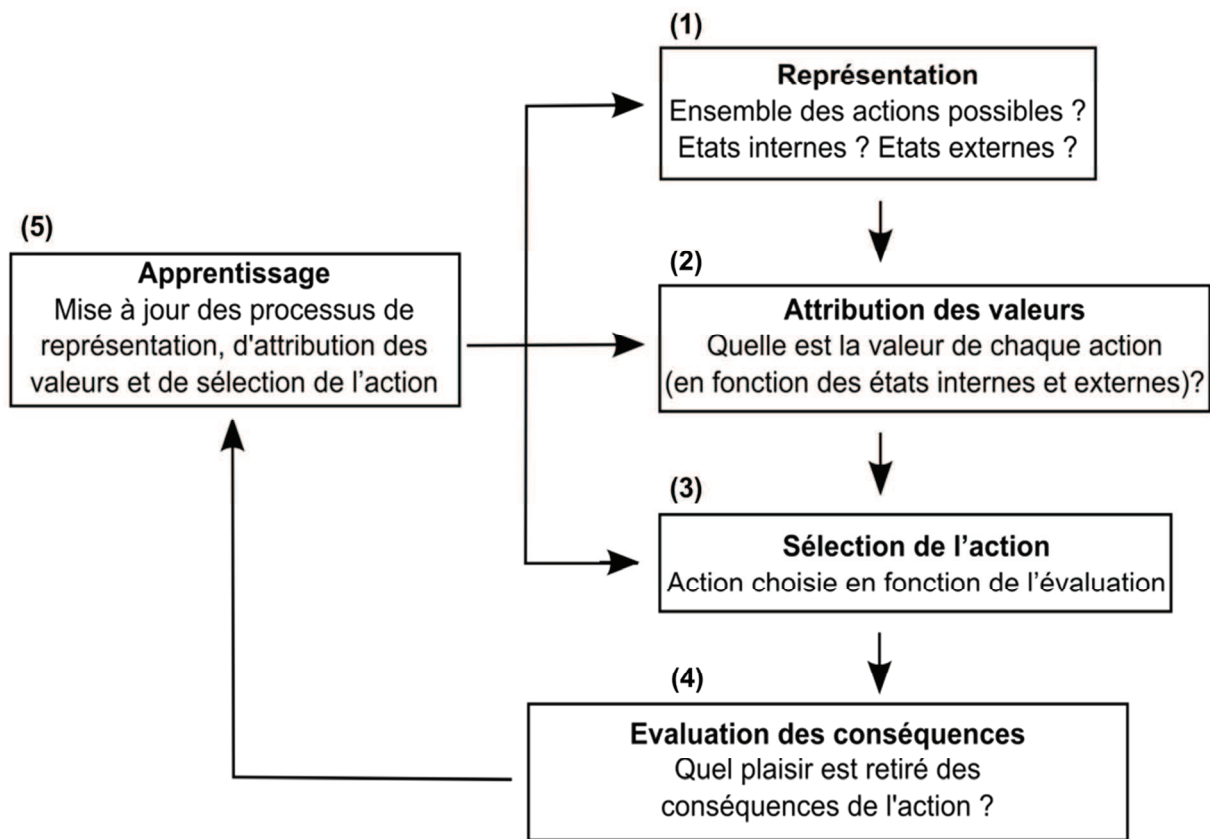 (1)
Représentation
Ensemble des actions possibles ?
Etats internes ? Etats externes ?
(2)
Attribution des valeurs
Quelle est la valeur de chaque action
(en fonction des états internes et externes)?
(3)
Sélection de l'action
Action choisie en fonction de l'évaluation
(4)
Evaluation des conséquences
Quel plaisir est retiré des
conséquences de l'action ?
(5)
Apprentissage
Mise à jour des processus de
représentation, d'attribution des
valeurs et de sélection de l'action